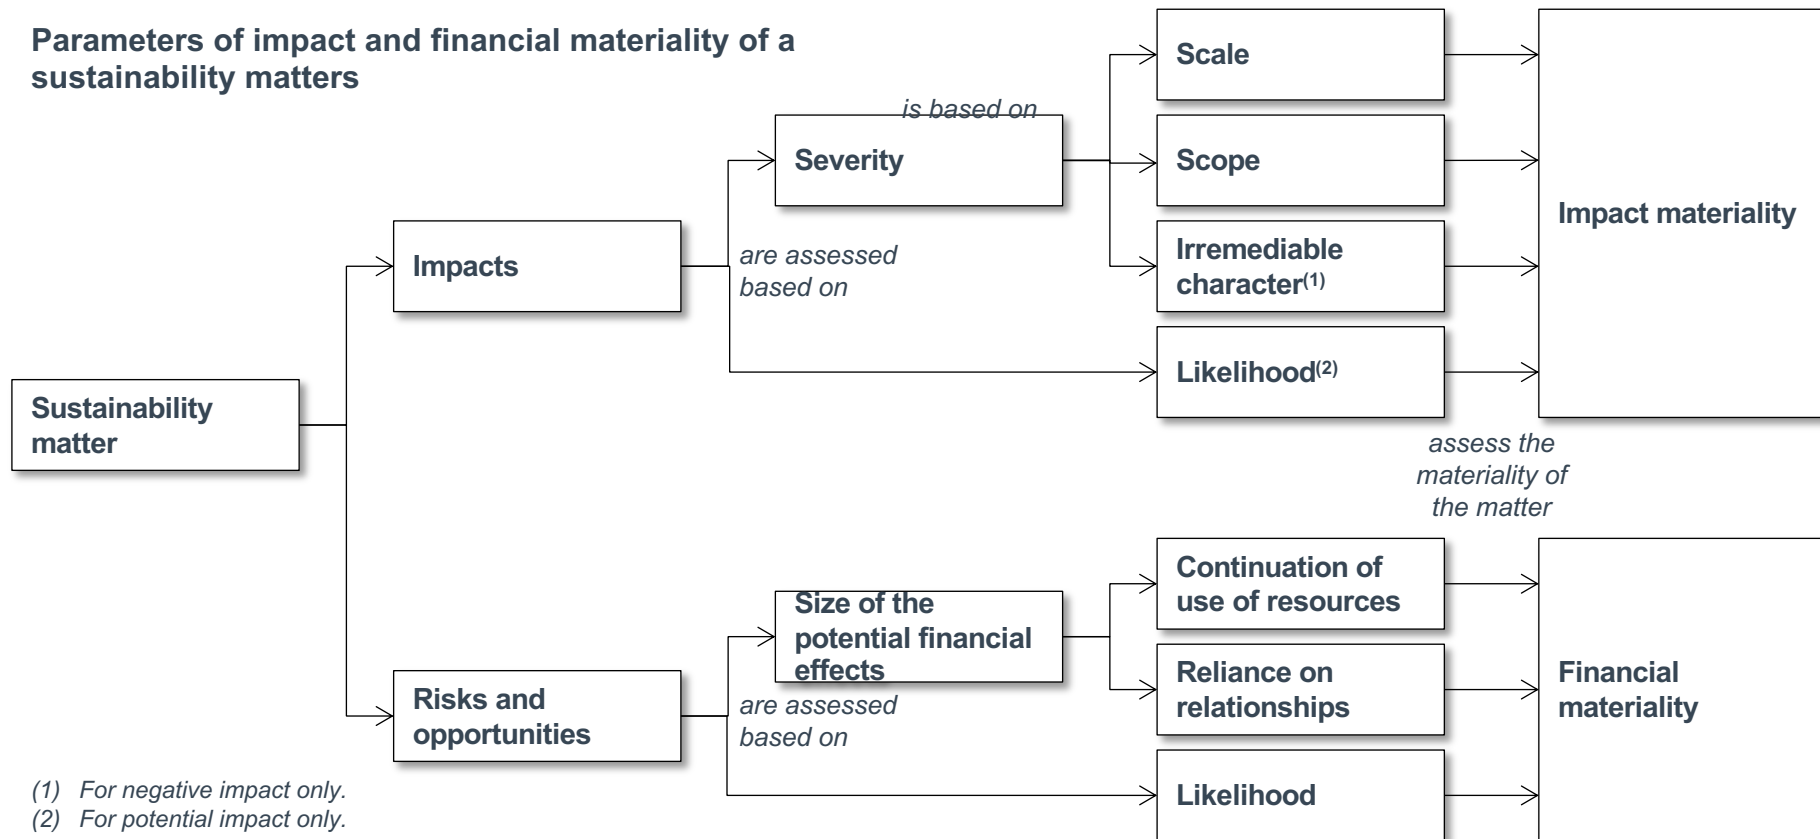 Parameters of impact and financial materiality of a
sustainability matters
Scale
is based on
Severity
Scope
Impact materiality
Impacts
are assessed
based on
Irremediable
character(1)
Likelihood(2)
Sustainability
matter
assess the
materiality of
the matter
Continuation of
use of resources
Size of the
potential financial
effects
Reliance on
relationships
Financial
materiality
Risks and
opportunities
are assessed
based on
Likelihood
(1) For negative impact only.
(2) For potential impact only.